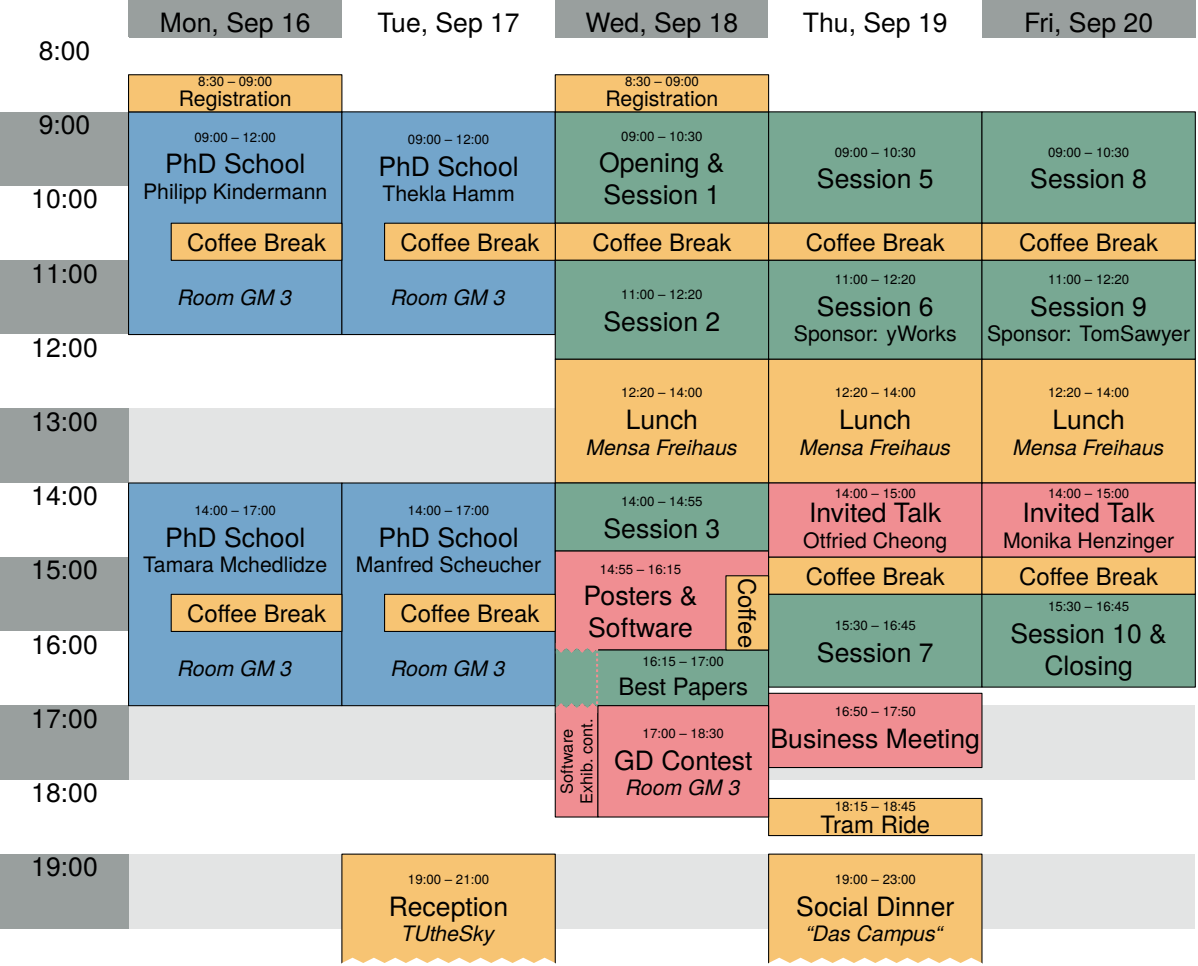 Mon, Sep 16
Tue, Sep 17
Wed, Sep 18
Thu, Sep 19
Fri, Sep 20
8:00
9:00
10:00
11:00
12:00
13:00
14:00
15:00
16:00
17:00
18:00
19:00
8:30 – 09:00
Registration
09:00 – 12:00
PhD School
Philipp Kindermann
Coffee Break
Room GM 3
14:00 – 17:00
PhD School
Tamara Mchedlidze
Coffee Break
Room GM 3
09:00 – 12:00
PhD School
Thekla Hamm
Coffee Break
Room GM 3
14:00 – 17:00
PhD School
Manfred Scheucher
Coffee Break
Room GM 3
19:00 – 21:00
Reception
TUtheSky
8:30 – 09:00
Registration
09:00 – 10:30
Opening &
Session 1
Coffee Break
11:00 – 12:20
Session 2
12:20 – 14:00
Lunch
Mensa Freihaus
14:00 – 14:55
Session 3
14:55 – 16:15
Posters &
Software
Coffee
16:15 – 17:00
Best Papers
Software
Exhib. cont.
17:00 – 18:30
GD Contest
Room GM 3
09:00 – 10:30
Session 5
Coffee Break
11:00 – 12:20
Session 6
Sponsor: yWorks
12:20 – 14:00
Lunch
Mensa Freihaus
14:00 – 15:00
Invited Talk
Otfried Cheong
Coffee Break
15:30 – 16:45
Session 7
16:50 – 17:50
Business Meeting
18:15 – 18:45
Tram Ride
19:00 – 23:00
Social Dinner
“Das Campus“
09:00 – 10:30
Session 8
Coffee Break
11:00 – 12:20
Session 9
Sponsor: TomSawyer
12:20 – 14:00
Lunch
Mensa Freihaus
14:00 – 15:00
Invited Talk
Monika Henzinger
Coffee Break
15:30 – 16:45
Session 10 &
Closing